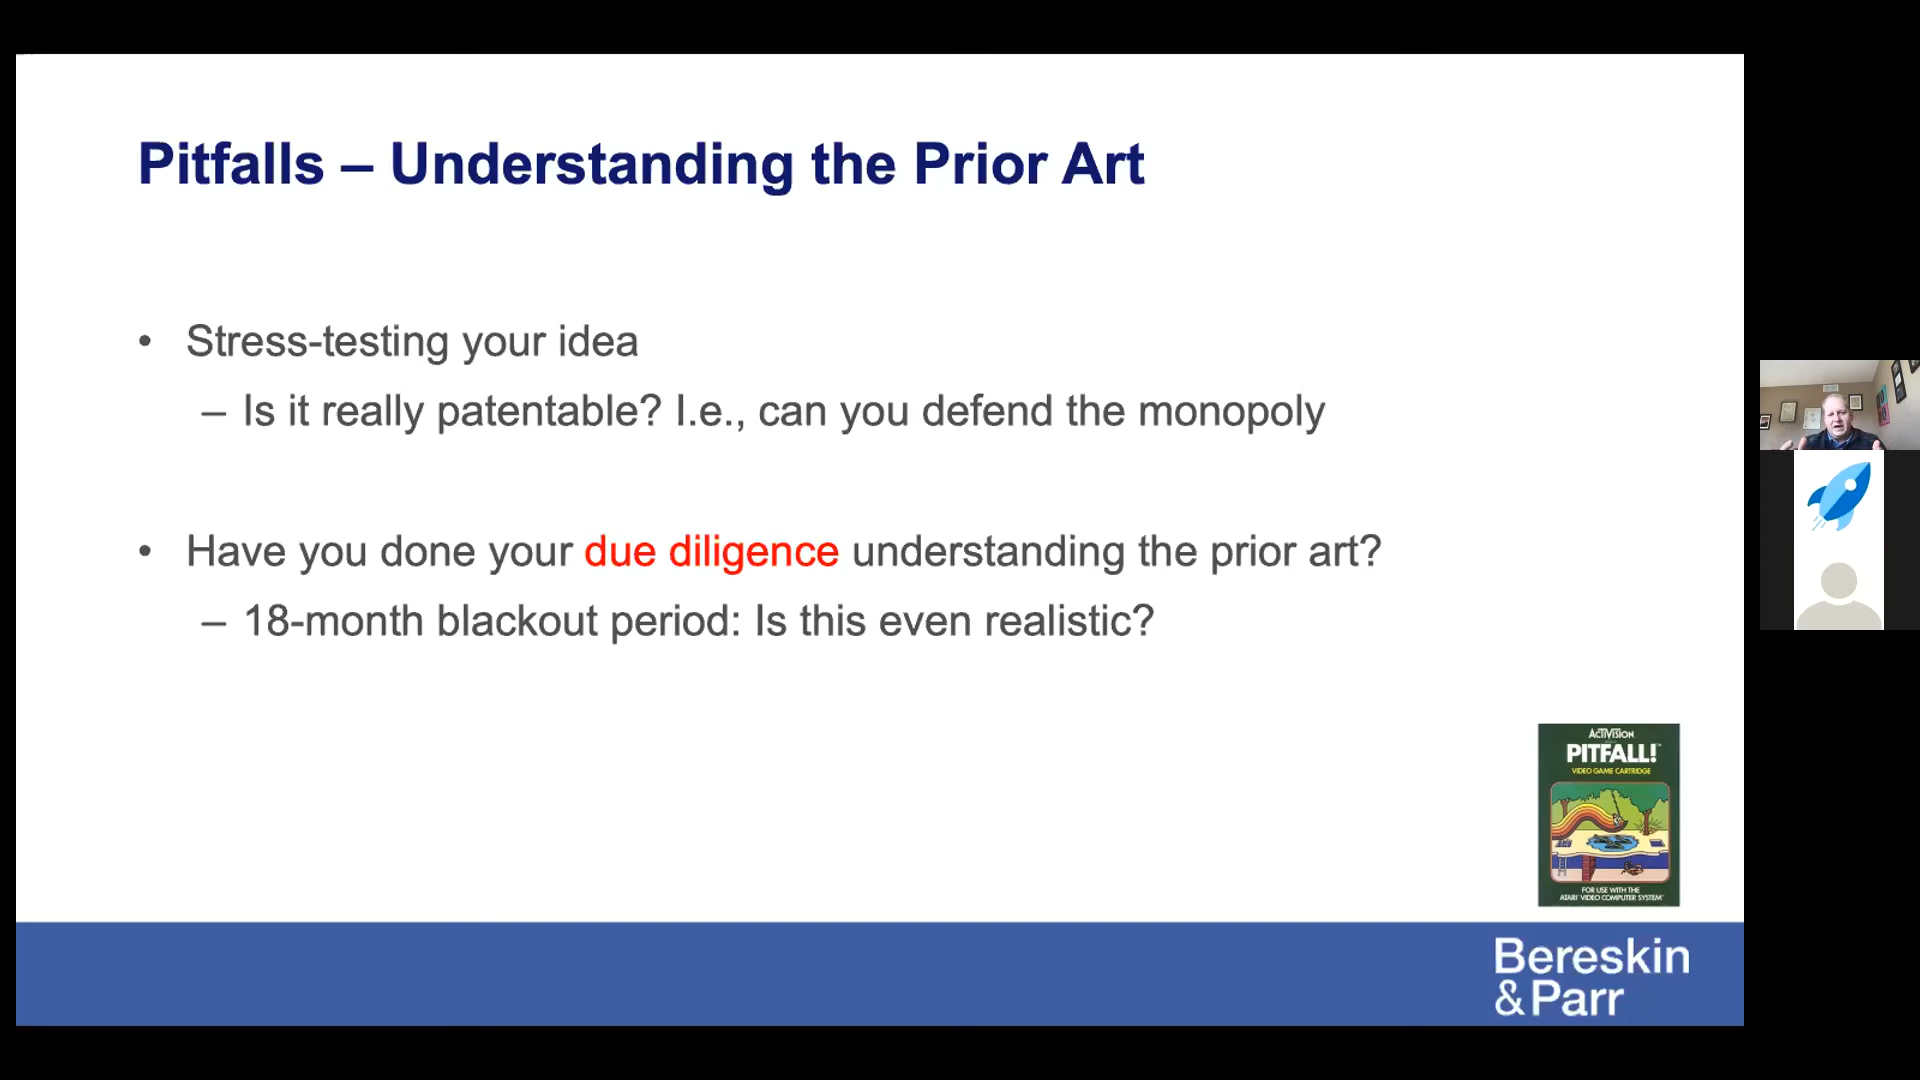 Pitfalls – Understanding the Prior Art
• Stress-testing your idea
– Is it really patentable? I.e., can you defend the monopoly
• Have you done your due diligence understanding the prior art?
– 18-month blackout period: Is this even realistic?
ACTIVISION
PITFALL!™
VIDEO GAME CARTRIDGE
FOR USE WITH THE
ATARI® VIDEO COMPUTER SYSTEM™
Bereskin
& Parr